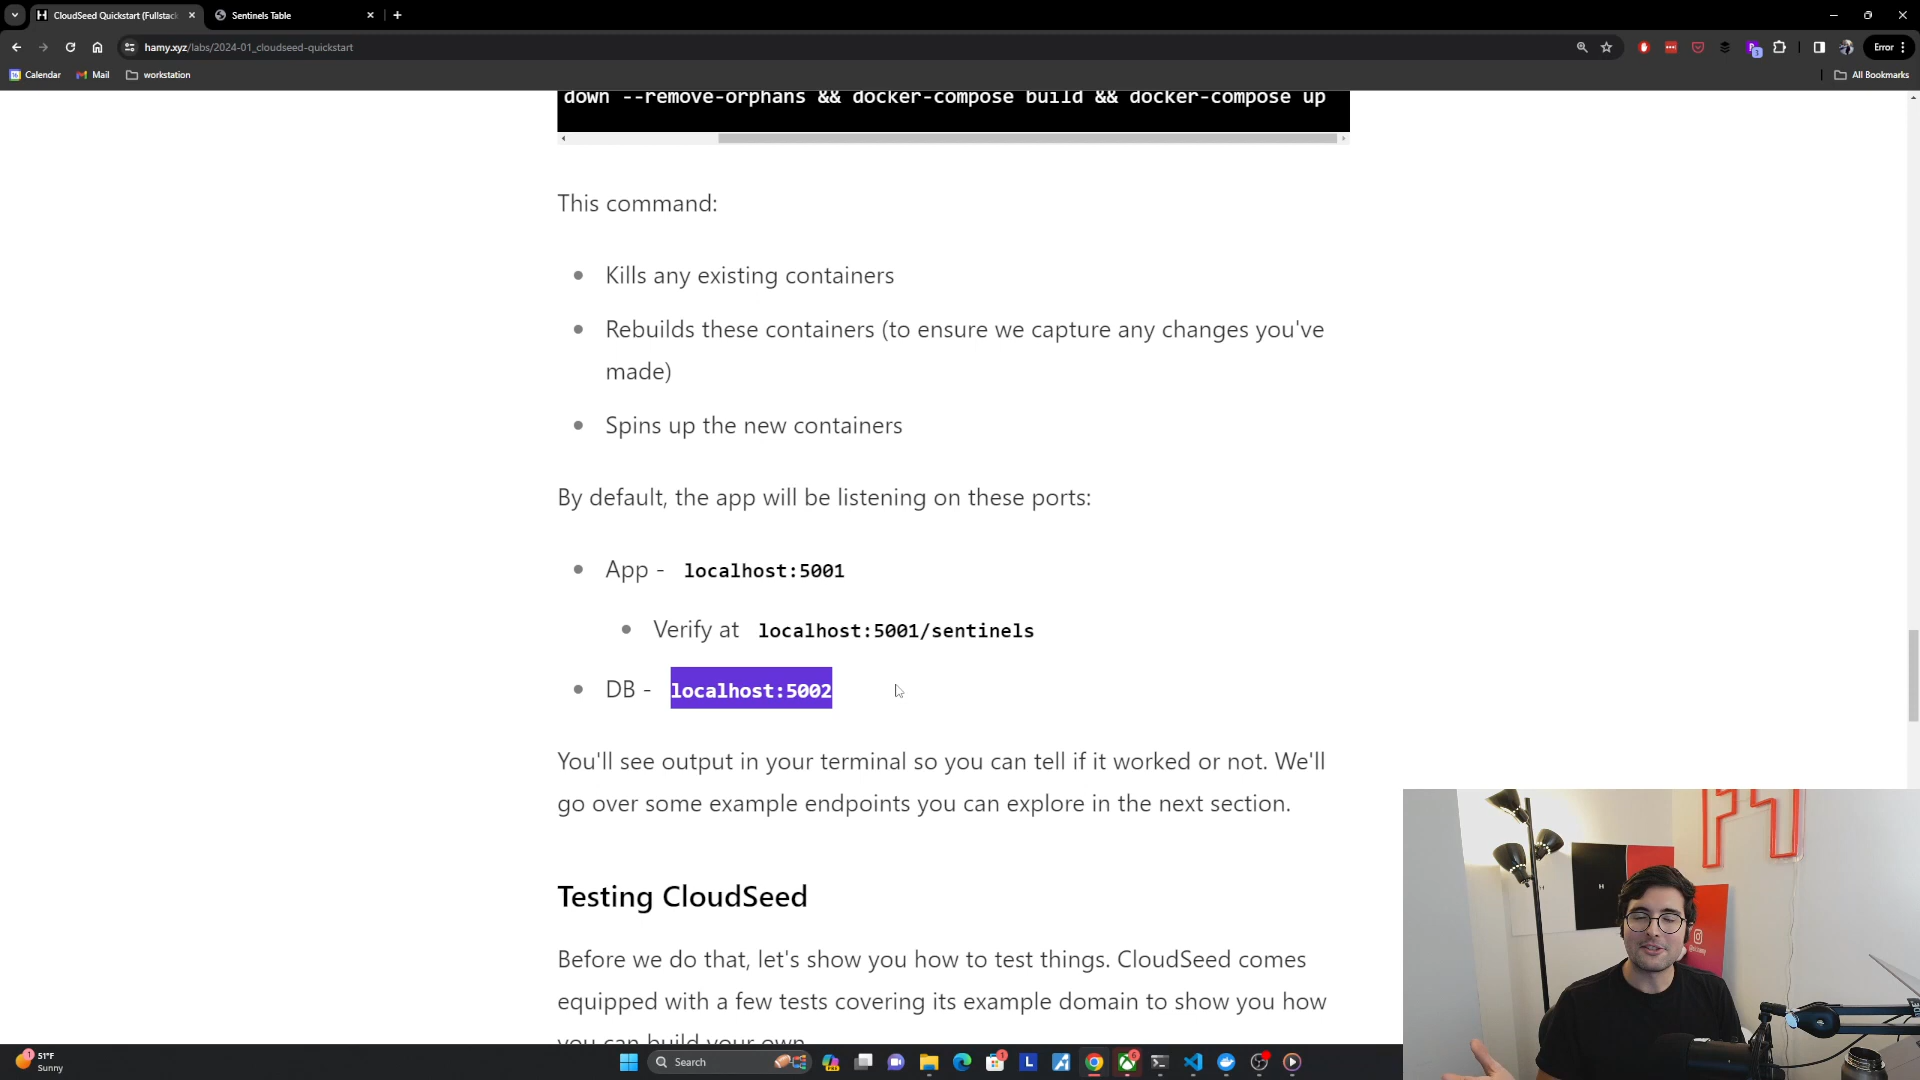 CloudSeed Quickstart (Fullstack
Sentinels Table
hamy.xyz/labs/2024-01_cloudseed-quickstart
Error
Calendar
Mail
workstation
All Bookmarks
down --remove-orphans && docker-compose build && docker-compose up
This command:
Kills any existing containers
Rebuilds these containers (to ensure we capture any changes you've
made)
Spins up the new containers
By default, the app will be listening on these ports:
App - localhost:5001
Verify at localhost:5001/sentinels
DB - localhost:5002
You'll see output in your terminal so you can tell if it worked or not. We'll
go over some example endpoints you can explore in the next section.
Testing CloudSeed
Before we do that, let's show you how to test things. CloudSeed comes
equipped with a few tests covering its example domain to show you how
you can build your own.
51°F
Sunny
Search